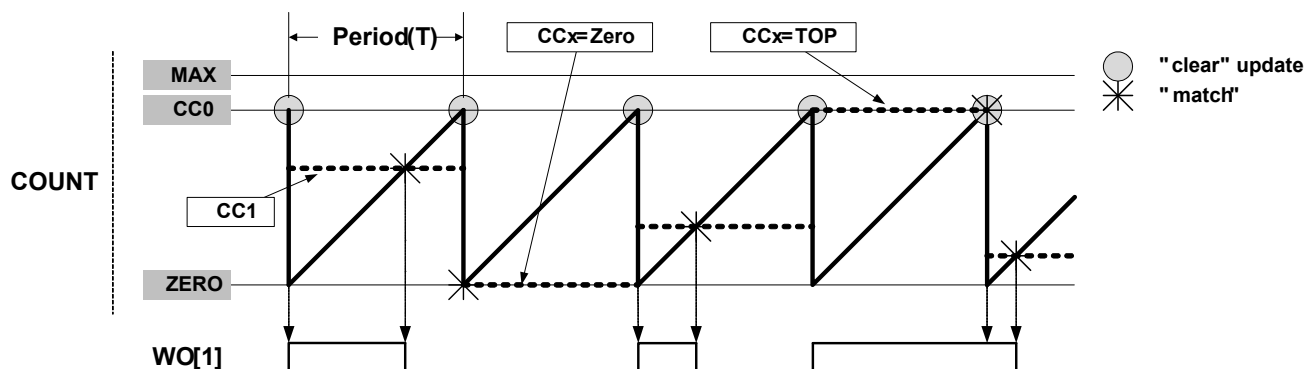 Period(T)
CCx=Zero
CCx=TOP
MAX
"clear" update
CC0
"match"
COUNT
CC1
ZERO
WO[1]